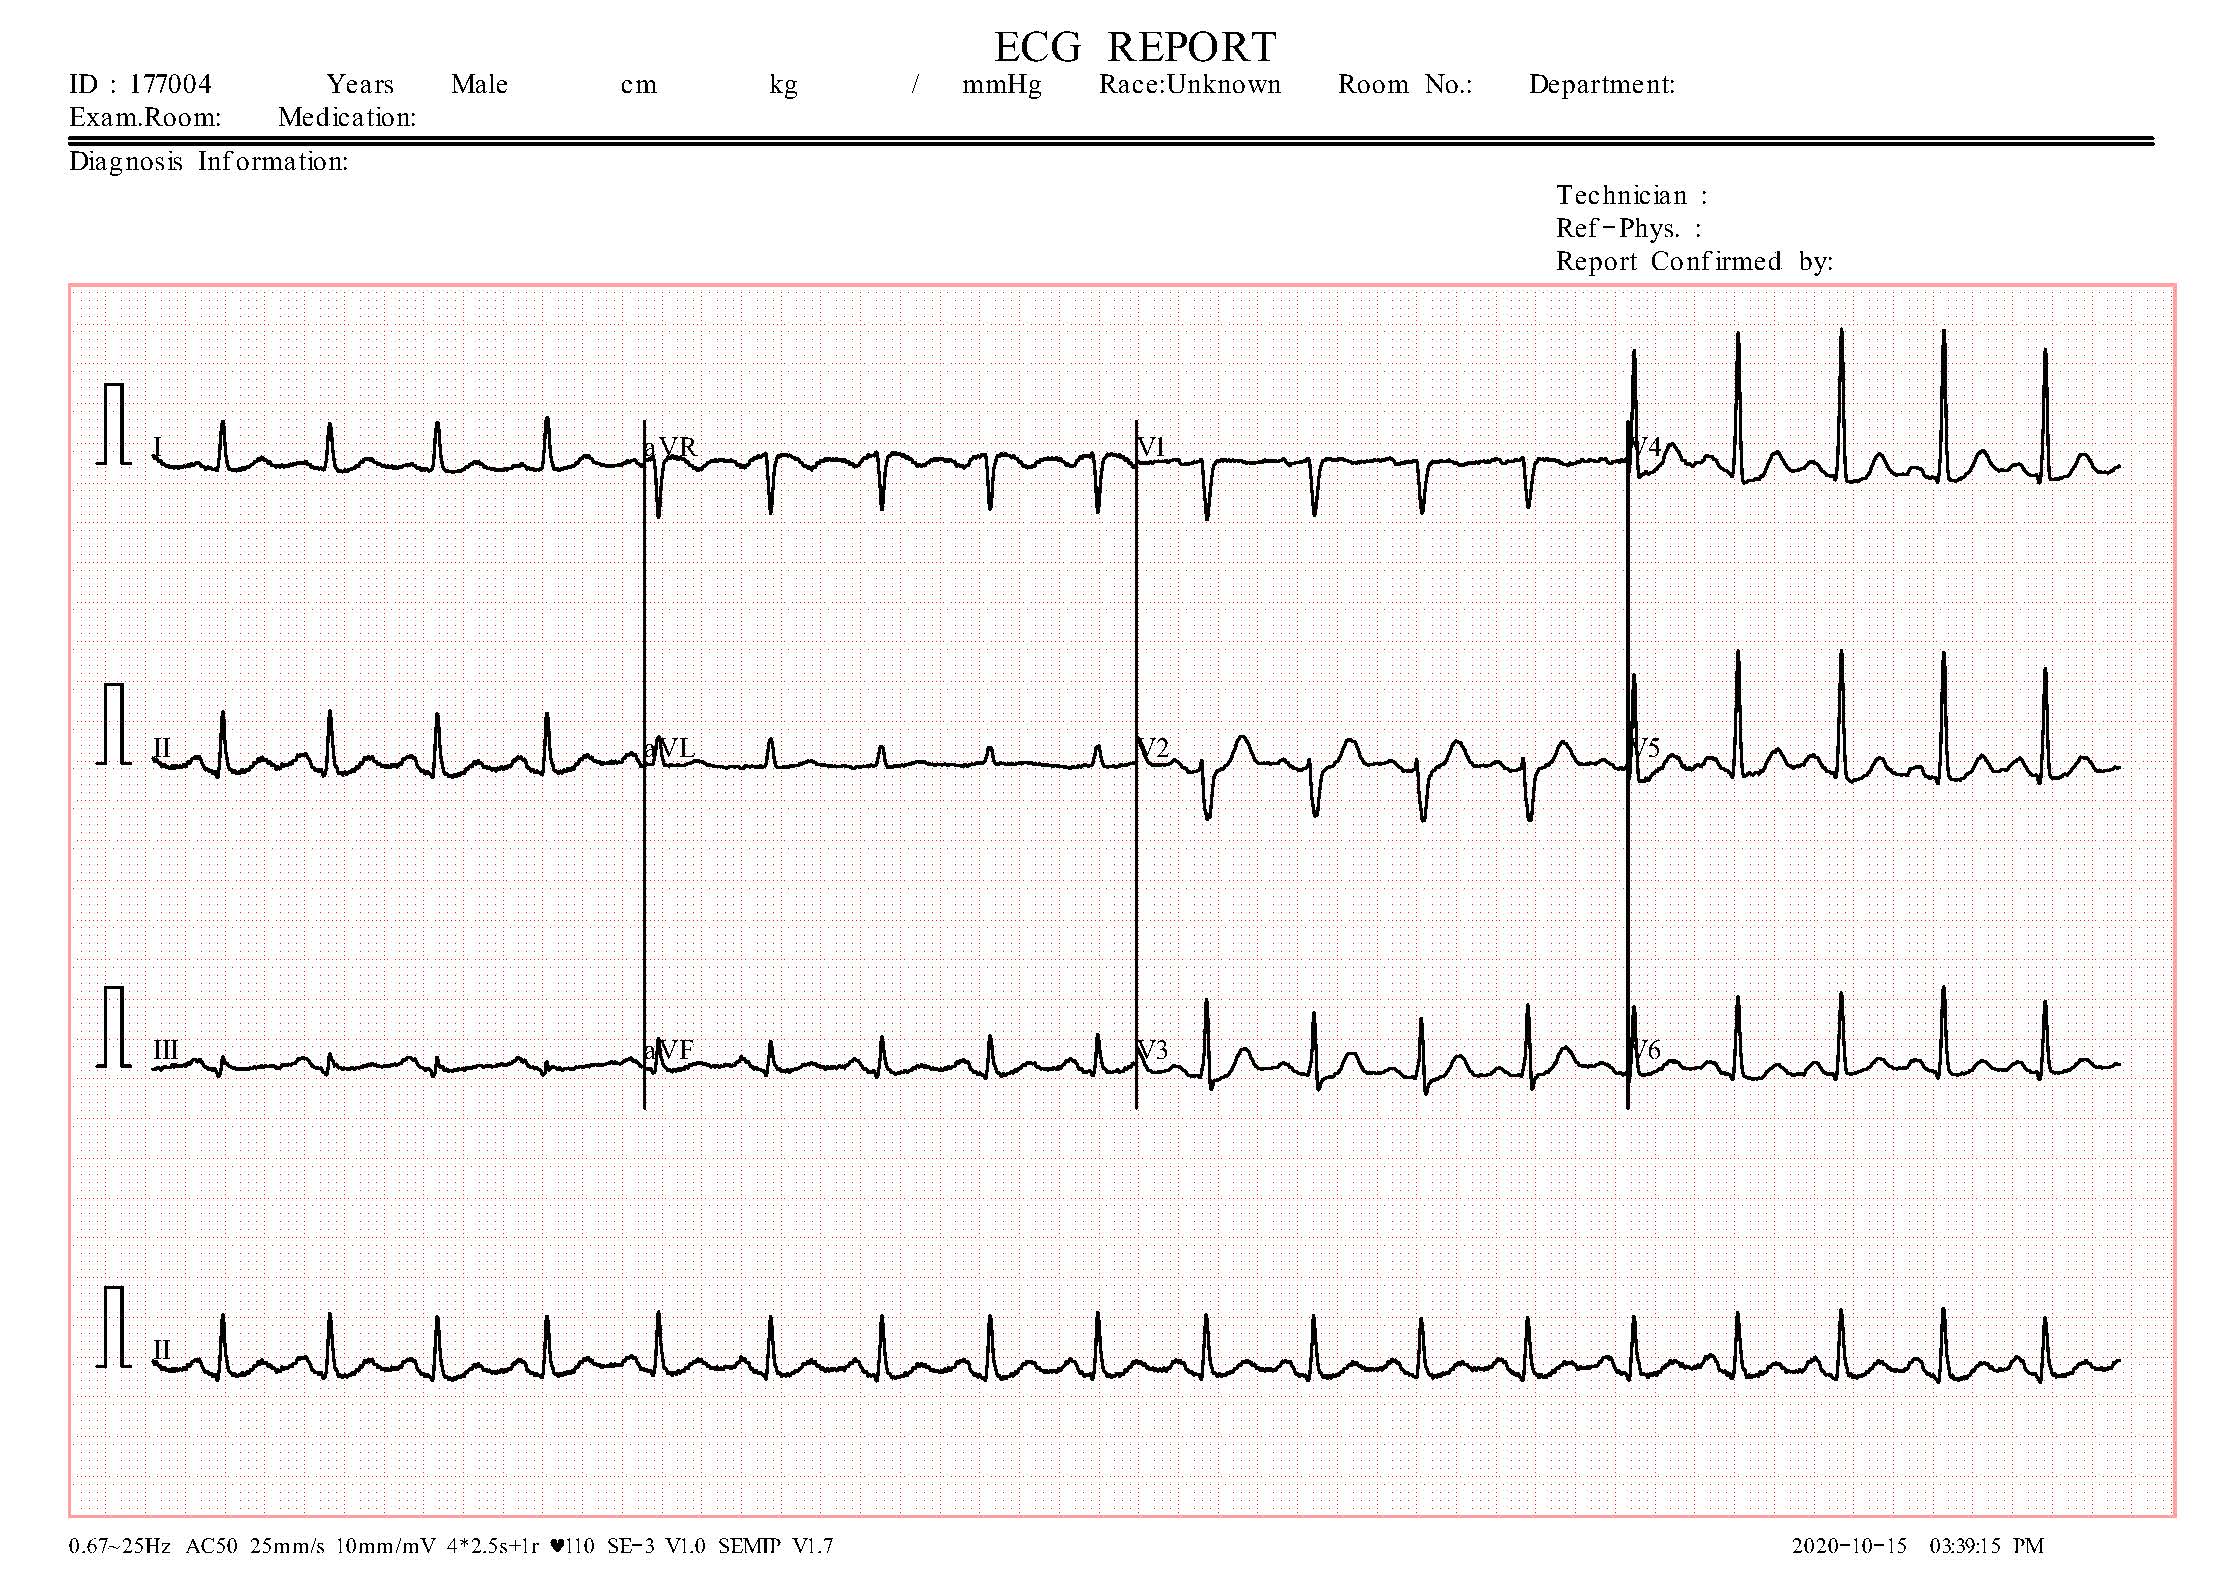 ECG REPORT
ID : 177004 Years Male cm kg / mmHg Race:Unknown Room No.: Department:
Exam.Room: Medication:
Diagnosis Information:
Technician :
Ref-Phys. :
Report Confirmed by:
I aVR V1 V4
II aVL V2 V5
III aVF V3 V6
II
0.67~25Hz AC50 25mm/s 10mm/mV 4*2.5s+1r ♥110 SE-3 V1.0 SEMIP V1.7 2020-10-15 03:39:15 PM